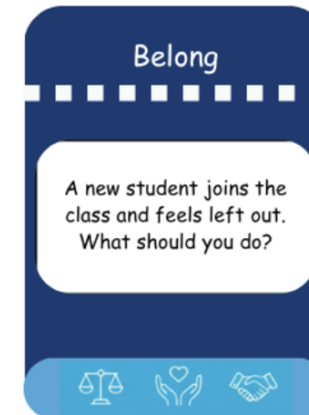 Belong
A new student joins the
class and feels left out.
What should you do?